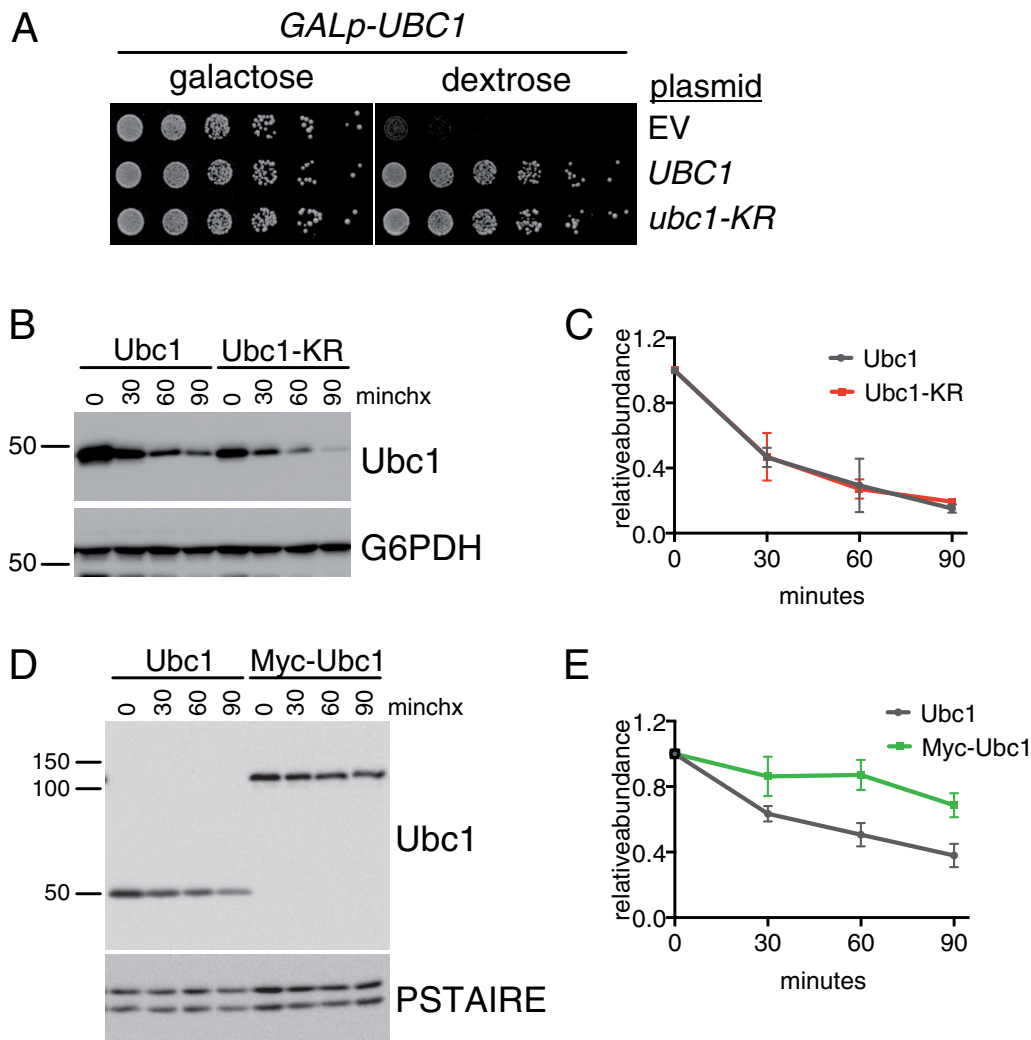 A
GALp-UBC1
galactose dextrose plasmid
EV
UBC1
ubc1-KR
B
Ubc1 Ubc1-KR
0 30 60 90 0 30 60 90 minchx
50
Ubc1
50
G6PDH
C
relativeabundance
1.2
0.8
0.4
0.0
0 30 60 90
minutes
Ubc1
Ubc1-KR
D
Ubc1 Myc-Ubc1
0 30 60 90 0 30 60 90 minchx
150
100
50
Ubc1
PSTAIRE
E
relativeabundance
1.2
0.8
0.4
0.0
0 30 60 90
minutes
Ubc1
Myc-Ubc1